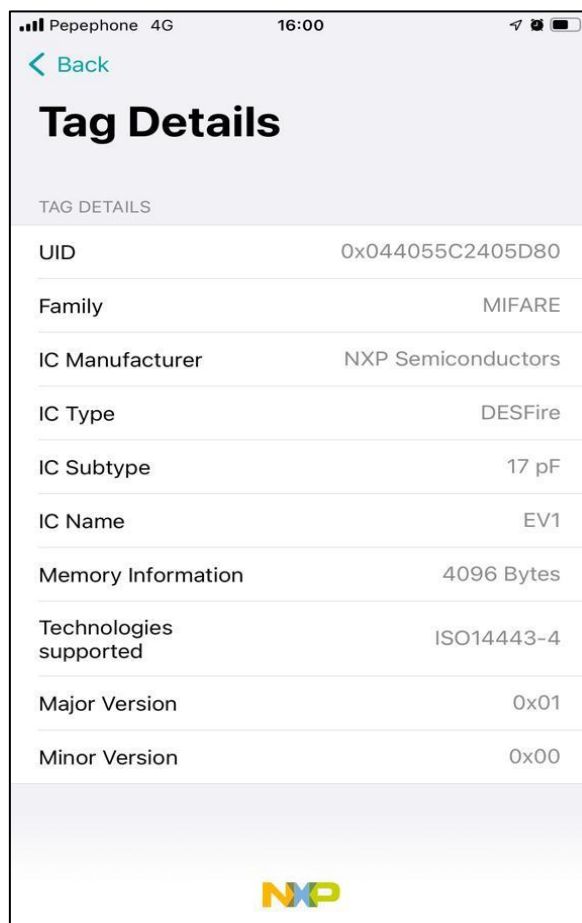 Pepephone 4G 16:00
Back
Tag Details
TAG DETAILS
UID 0x044055C2405D80
Family MIFARE
IC Manufacturer NXP Semiconductors
IC Type DESFire
IC Subtype 17 pF
IC Name EV1
Memory Information 4096 Bytes
Technologies
supported ISO14443-4
Major Version 0x01
Minor Version 0x00
NXP